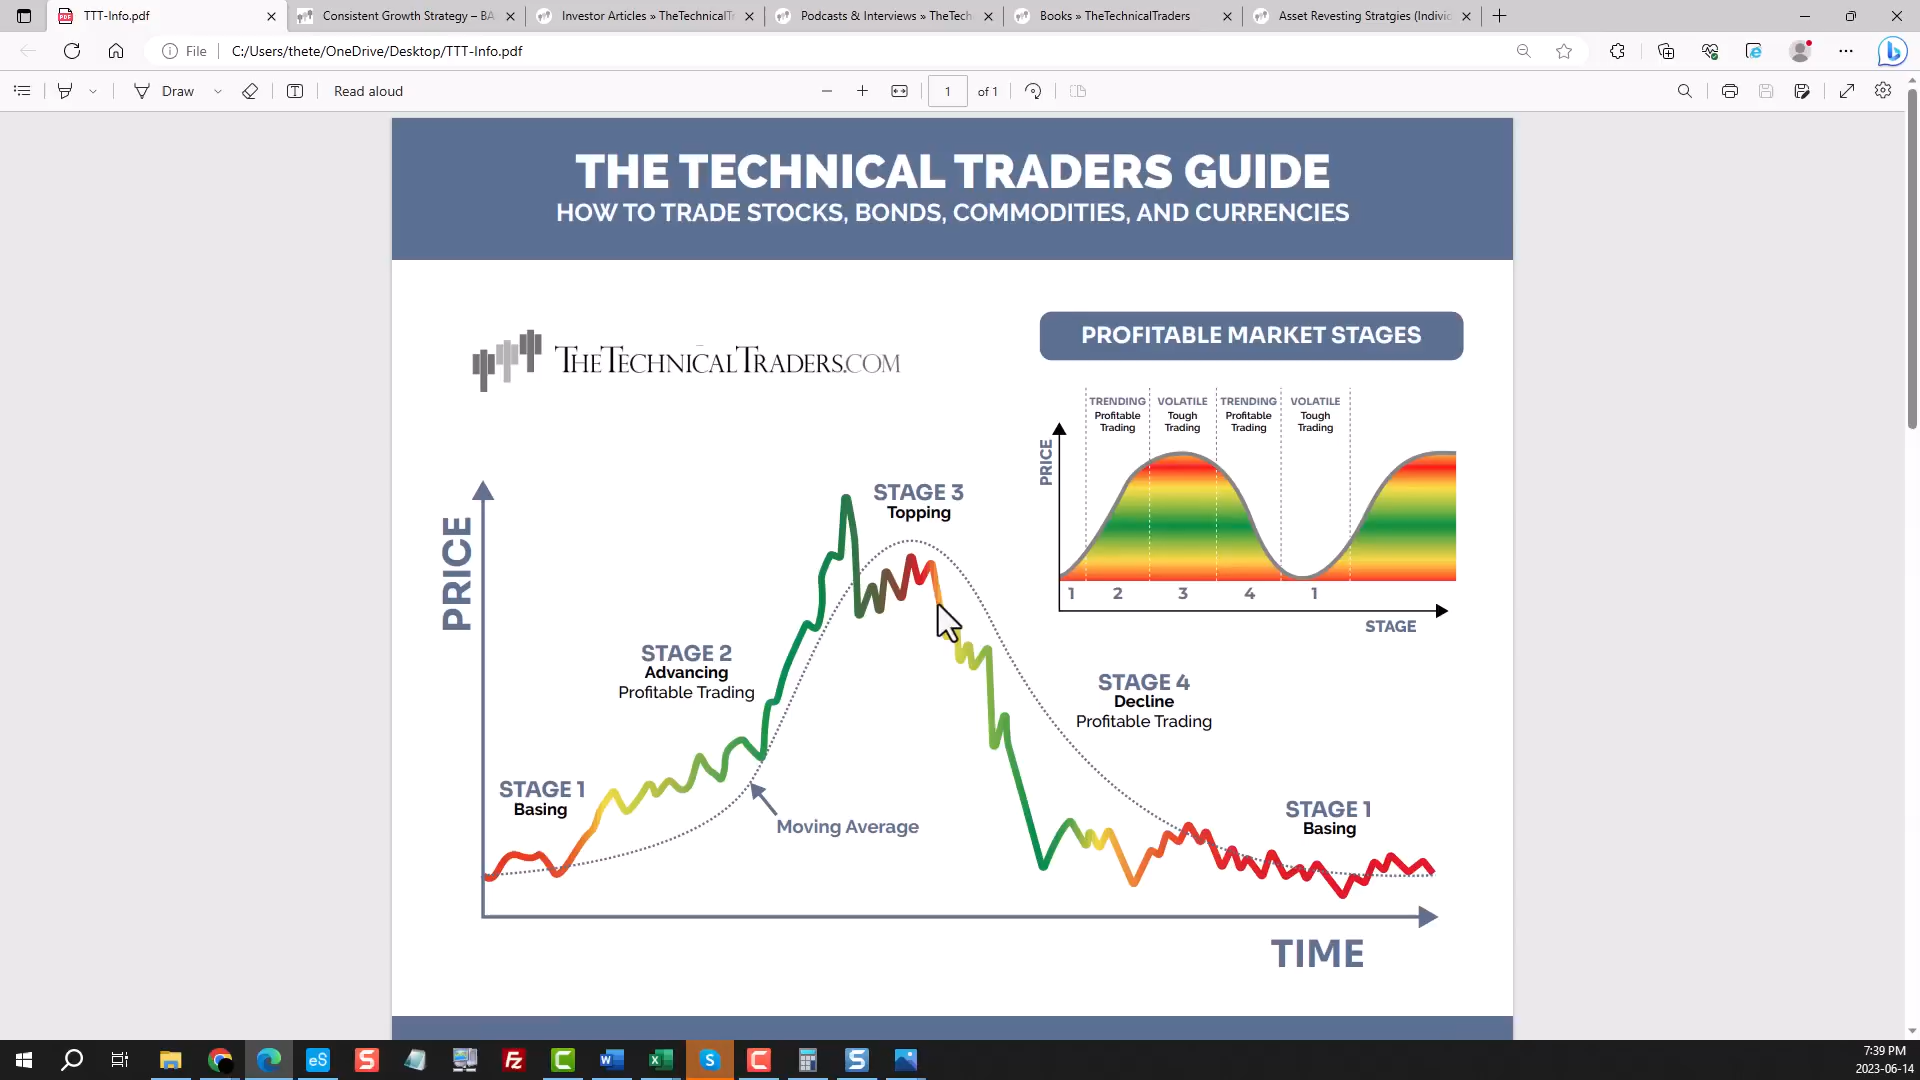 TTT-Info.pdf
Consistent Growth Strategy – BA
Investor Articles » TheTechnicalT
Podcasts & Interviews » TheTech
Books » TheTechnicalTraders
Asset Revesting Stratgies (Indivic
File
C:/Users/thete/OneDrive/Desktop/TTT-Info.pdf
Draw
Read aloud
1 of 1
THE TECHNICAL TRADERS GUIDE
HOW TO TRADE STOCKS, BONDS, COMMODITIES, AND CURRENCIES
THETECHNICALTRADERS.COM
PROFITABLE MARKET STAGES
TRENDING VOLATILE TRENDING VOLATILE
Profitable Tough Profitable Tough
Trading Trading Trading Trading
PRICE
1 2 3 4 1
STAGE
PRICE
STAGE 3
Topping
STAGE 2
Advancing
Profitable Trading
STAGE 4
Decline
Profitable Trading
STAGE 1
Basing
Moving Average
STAGE 1
Basing
TIME
7:39 PM
2023-06-14